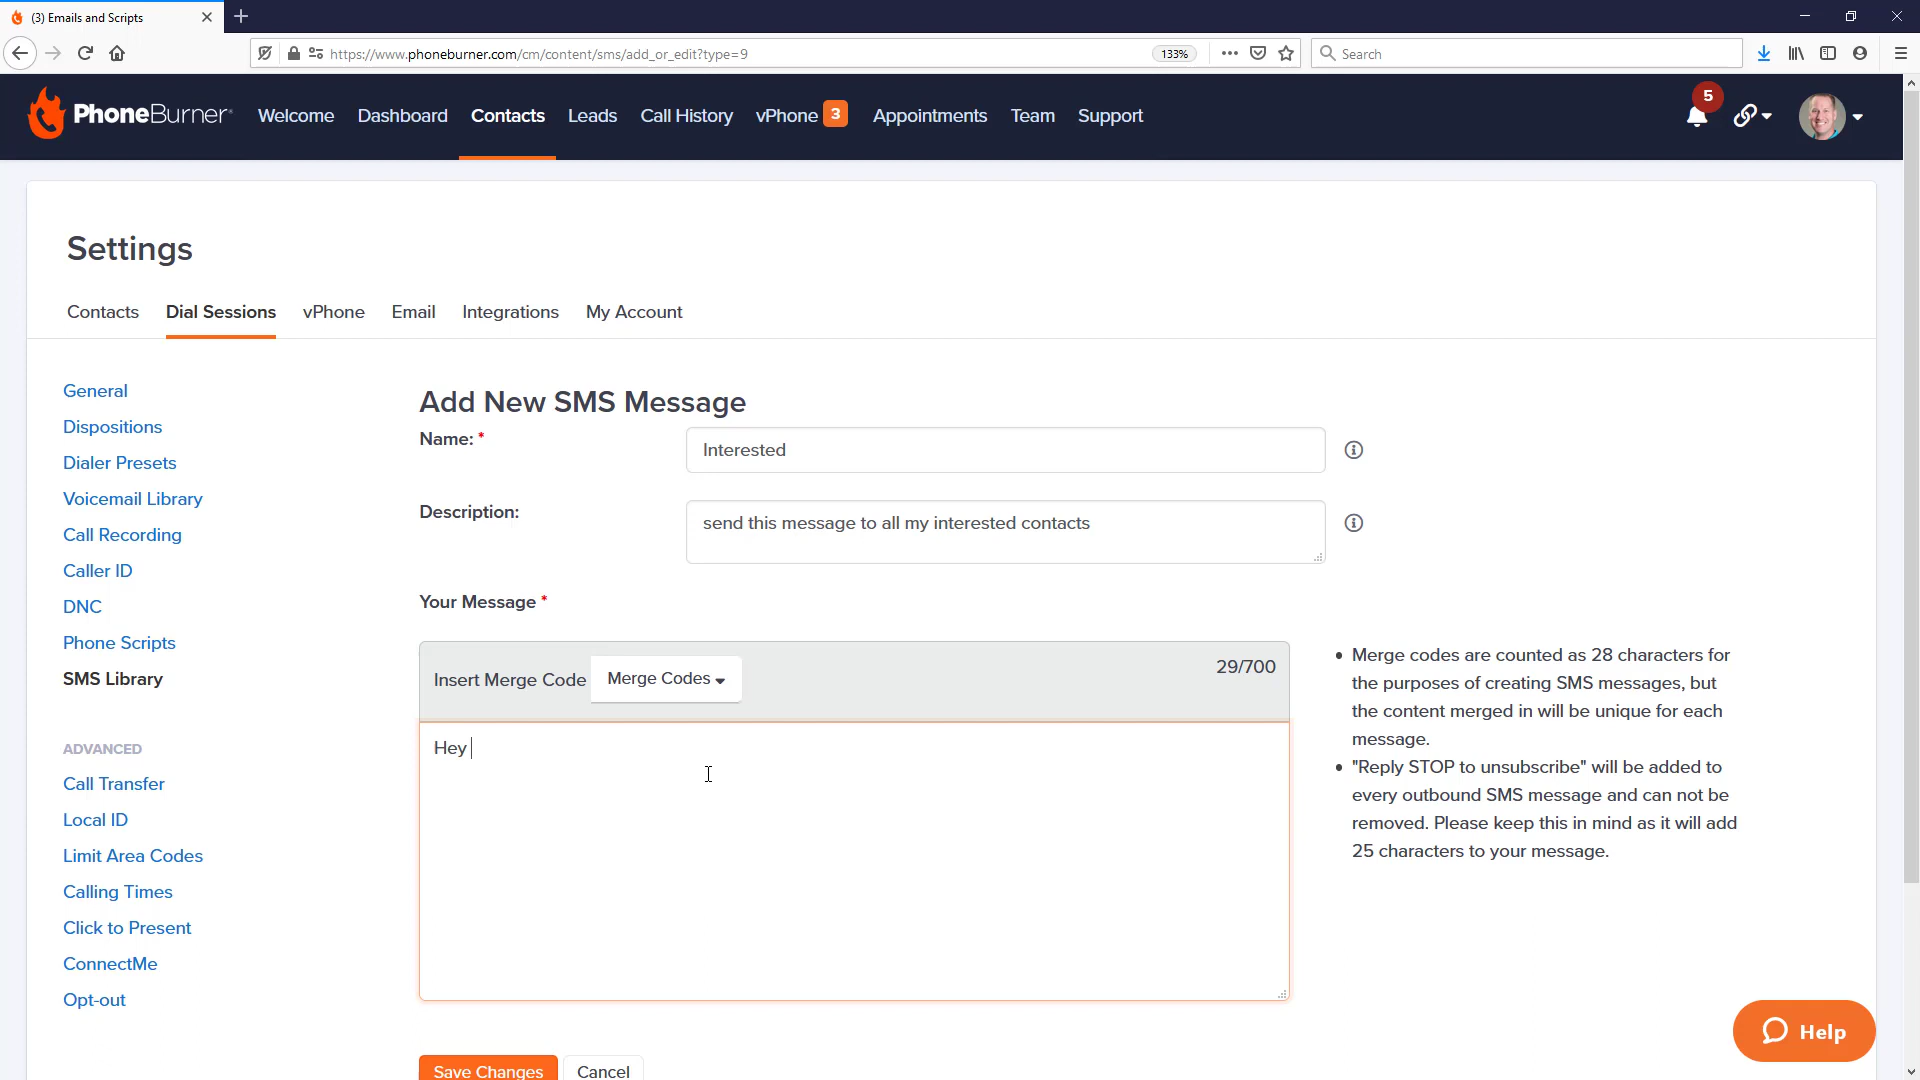 (3) Emails and Scripts
https://www.phoneburner.com/cm/content/sms/add_or_edit?type=9
133%
Search
PhoneBurner
Welcome
Dashboard
Contacts
Leads
Call History
vPhone 3
Appointments
Team
Support
5
Settings
Contacts
Dial Sessions
vPhone
Email
Integrations
My Account
General
Dispositions
Dialer Presets
Voicemail Library
Call Recording
Caller ID
DNC
Phone Scripts
SMS Library
ADVANCED
Call Transfer
Local ID
Limit Area Codes
Calling Times
Click to Present
ConnectMe
Opt-out
Add New SMS Message
Name: *
Interested
Description:
send this message to all my interested contacts
Your Message *
Insert Merge Code
Merge Codes
29/700
Hey
Merge codes are counted as 28 characters for
the purposes of creating SMS messages, but
the content merged in will be unique for each
message.
"Reply STOP to unsubscribe" will be added to
every outbound SMS message and can not be
removed. Please keep this in mind as it will add
25 characters to your message.
Save Changes
Cancel
Help